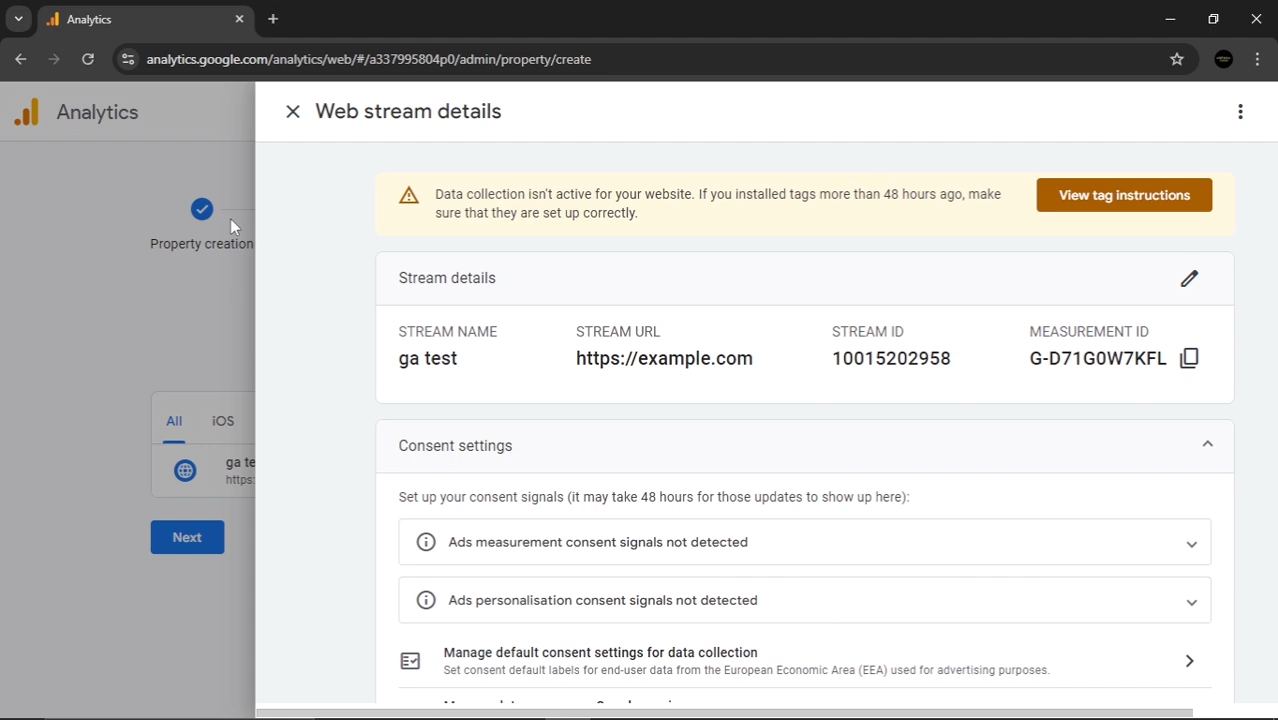 Analytics
analytics.google.com/analytics/web/#/a337995804p0/admin/property/create
Analytics
Web stream details
Data collection isn't active for your website. If you installed tags more than 48 hours ago, make
sure that they are set up correctly.
View tag instructions
Property creation
Stream details
STREAM NAME STREAM URL STREAM ID MEASUREMENT ID
ga test https://example.com 10015202958 G-D71G0W7KFL
All iOS
Consent settings
ga te
https:
Set up your consent signals (it may take 48 hours for those updates to show up here):
Next
Ads measurement consent signals not detected
Ads personalisation consent signals not detected
Manage default consent settings for data collection
Set consent default labels for end-user data from the European Economic Area (EEA) used for advertising purposes.